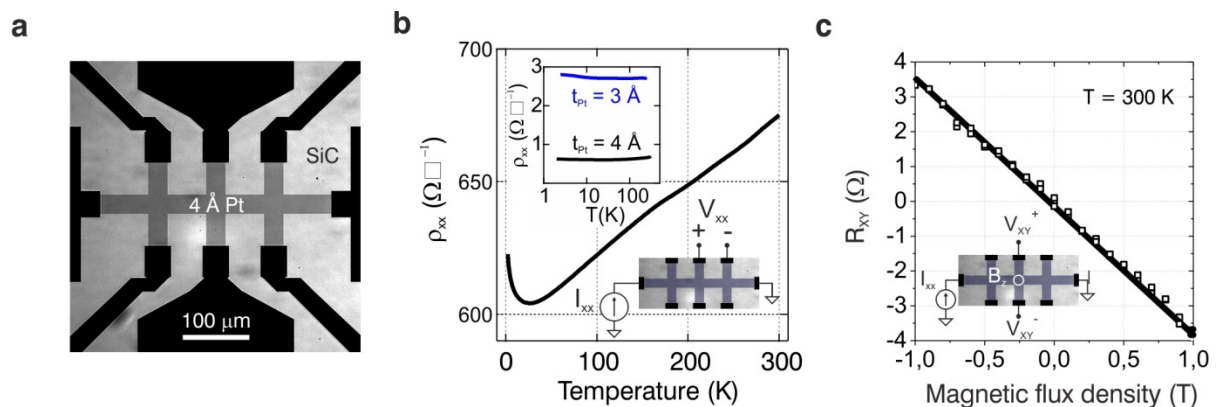 a
SiC
4 Å Pt
100 µm
b
700
650
600
ρxx (Ω □⁻¹)
3
2
1
ρxx (Ω □⁻¹)
tPt = 3 Å
tPt = 4 Å
1 10 100
T(K)
Vxx
+ -
Ixx
0 100 200 300
Temperature (K)
c
4
3
2
1
0
-1
-2
-3
-4
RXY (Ω)
T = 300 K
VXY+
Ixx
Bz
VXY-
-1,0 -0,5 0,0 0,5 1,0
Magnetic flux density (T)